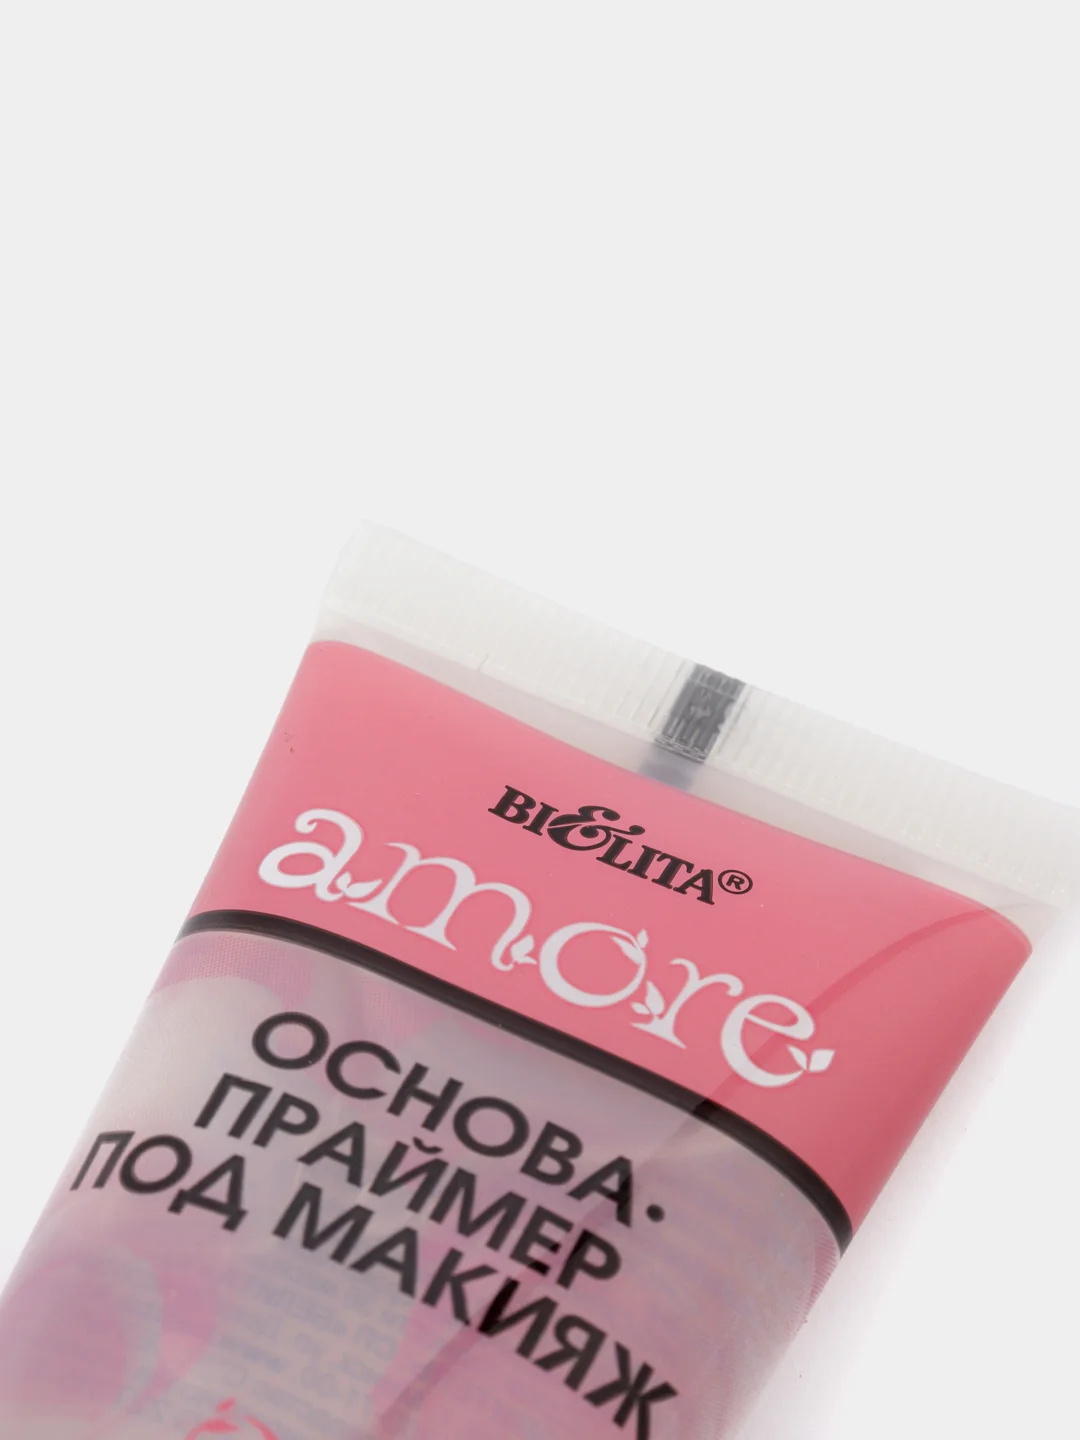 BIELITA®
amore
ОСНОВА·
ПРАЙМЕР
ПОД МАКИЯЖ